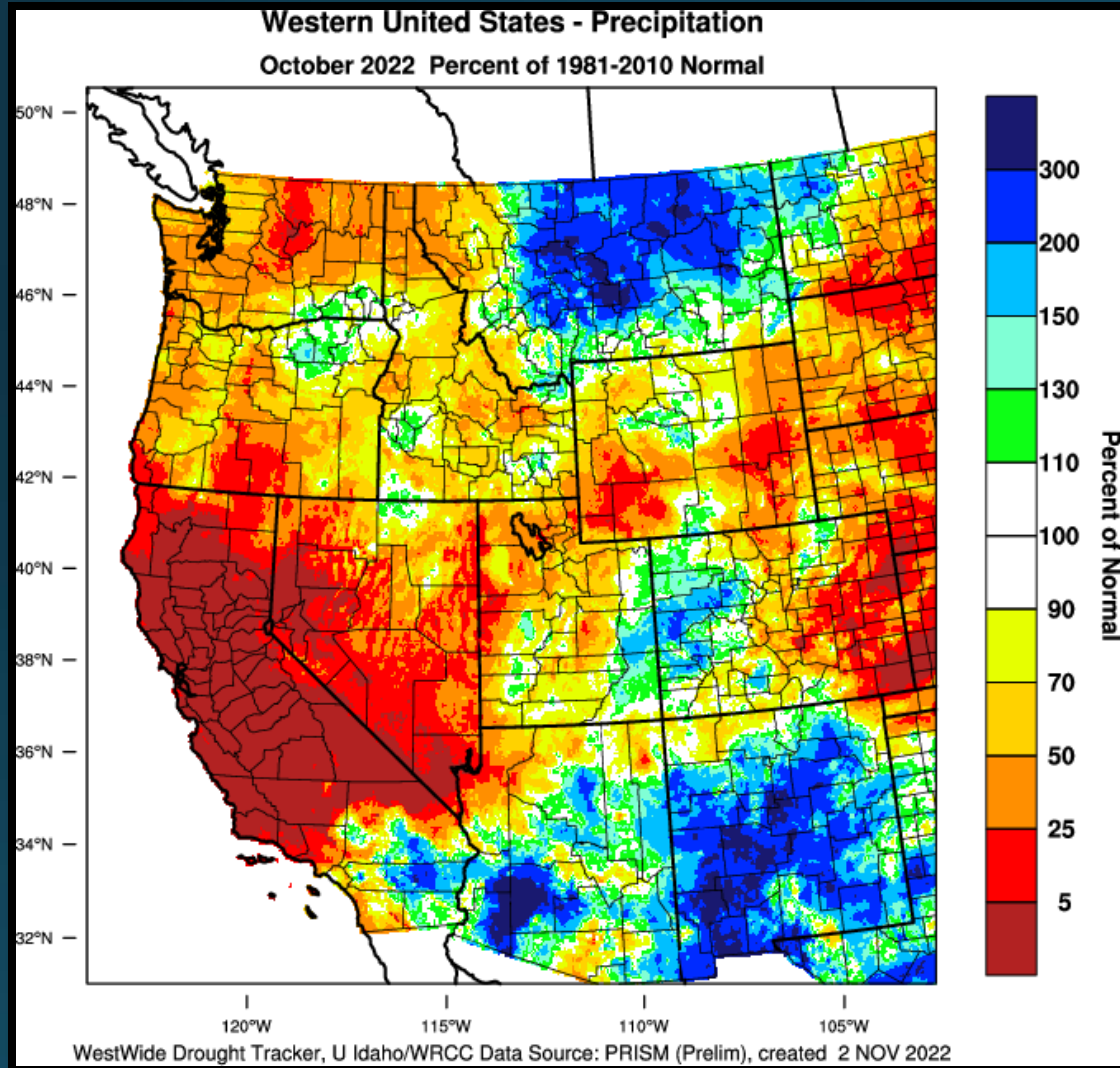 Western United States - Precipitation
October 2022 Percent of 1981-2010 Normal
50°N
48°N
46°N
44°N
42°N
40°N
38°N
36°N
34°N
32°N
120°W
115°W
110°W
105°W
300
200
150
130
110
100
90
70
50
25
5
Percent of Normal
WestWide Drought Tracker, U Idaho/WRCC Data Source: PRISM (Prelim), created 2 NOV 2022